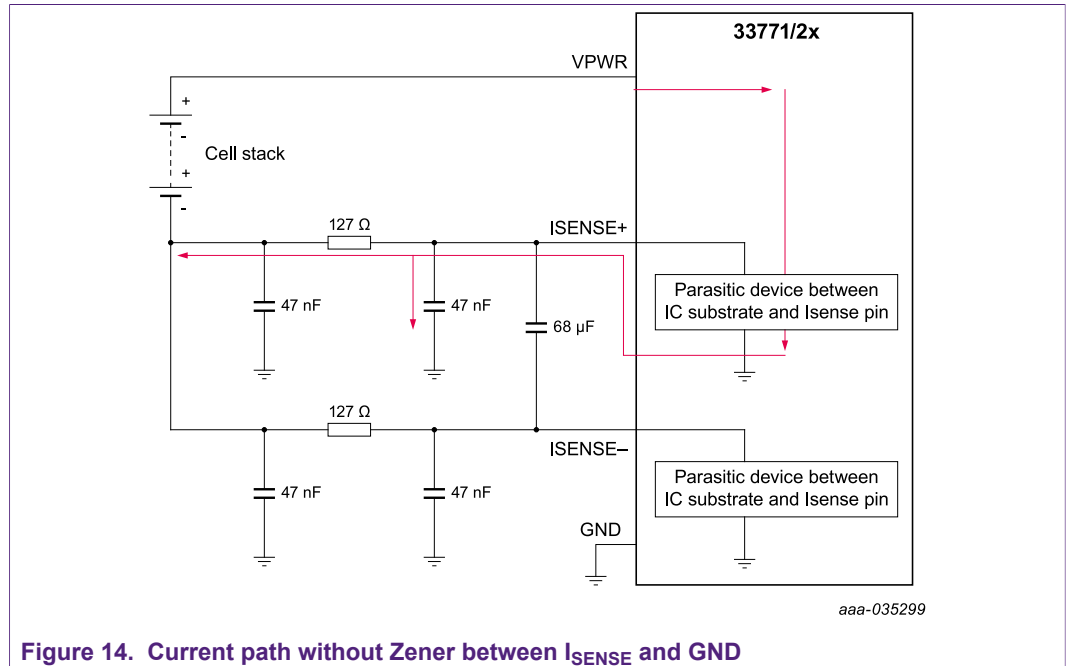 33771/2x
VPWR
+
-
Cell stack
+
-
127 Ω
ISENSE+
47 nF
47 nF
68 µF
Parasitic device between
IC substrate and Isense pin
127 Ω
ISENSE–
47 nF
47 nF
Parasitic device between
IC substrate and Isense pin
GND
aaa-035299
Figure 14. Current path without Zener between ISENSE and GND